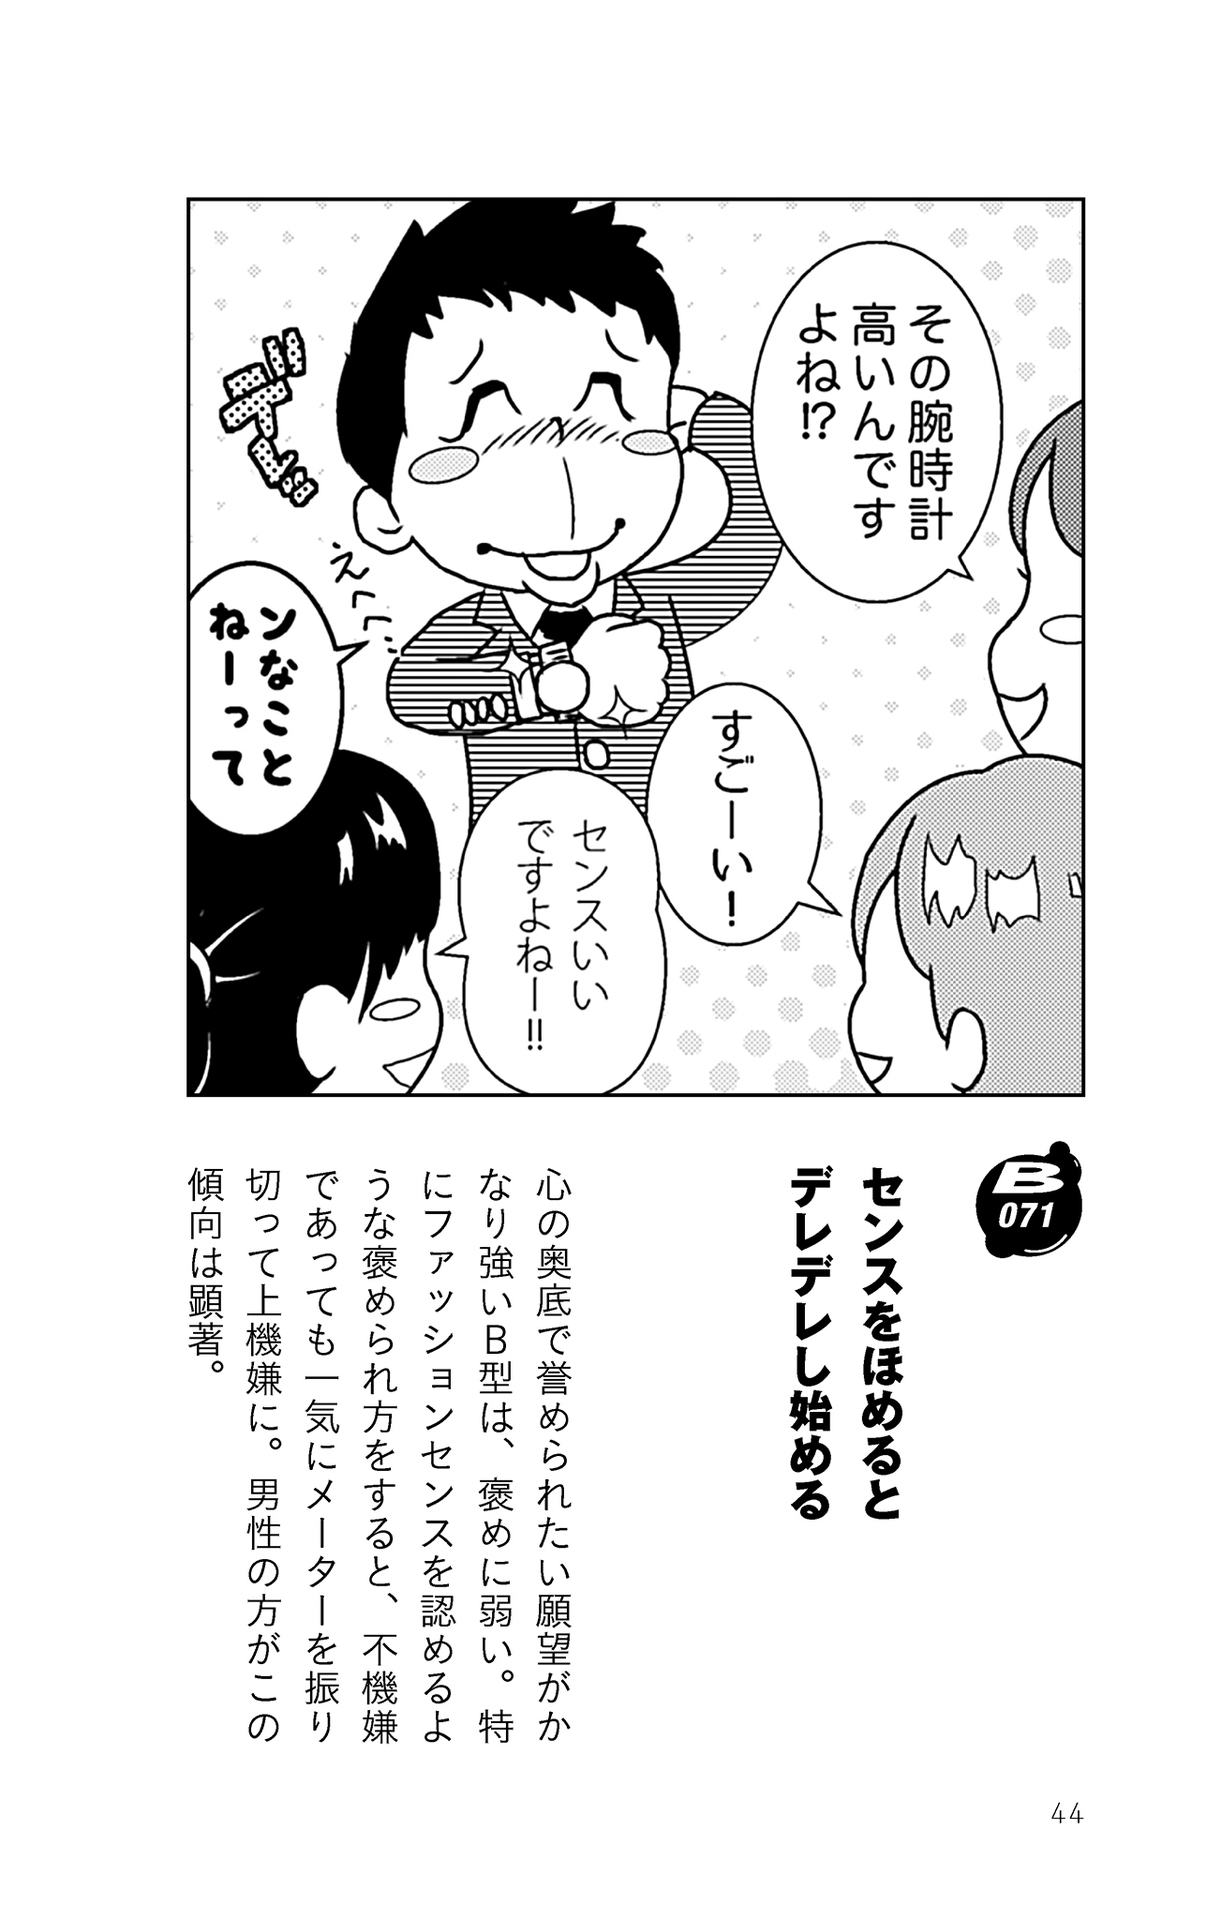 その腕時計
高いんです
よね!?
すごーい!
センスいい
ですよねー!!
ンなこと
ねーって
えへへ
デレッ
B
071
センスをほめると
デレデレし始める
心の奥底で誉められたい願望がか
なり強いB型は、褒めに弱い。特
にファッションセンスを認めるよ
うな褒められ方をすると、不機嫌
であっても一気にメーターを振り
切って上機嫌に。男性の方がこの
傾向は顕著。
44